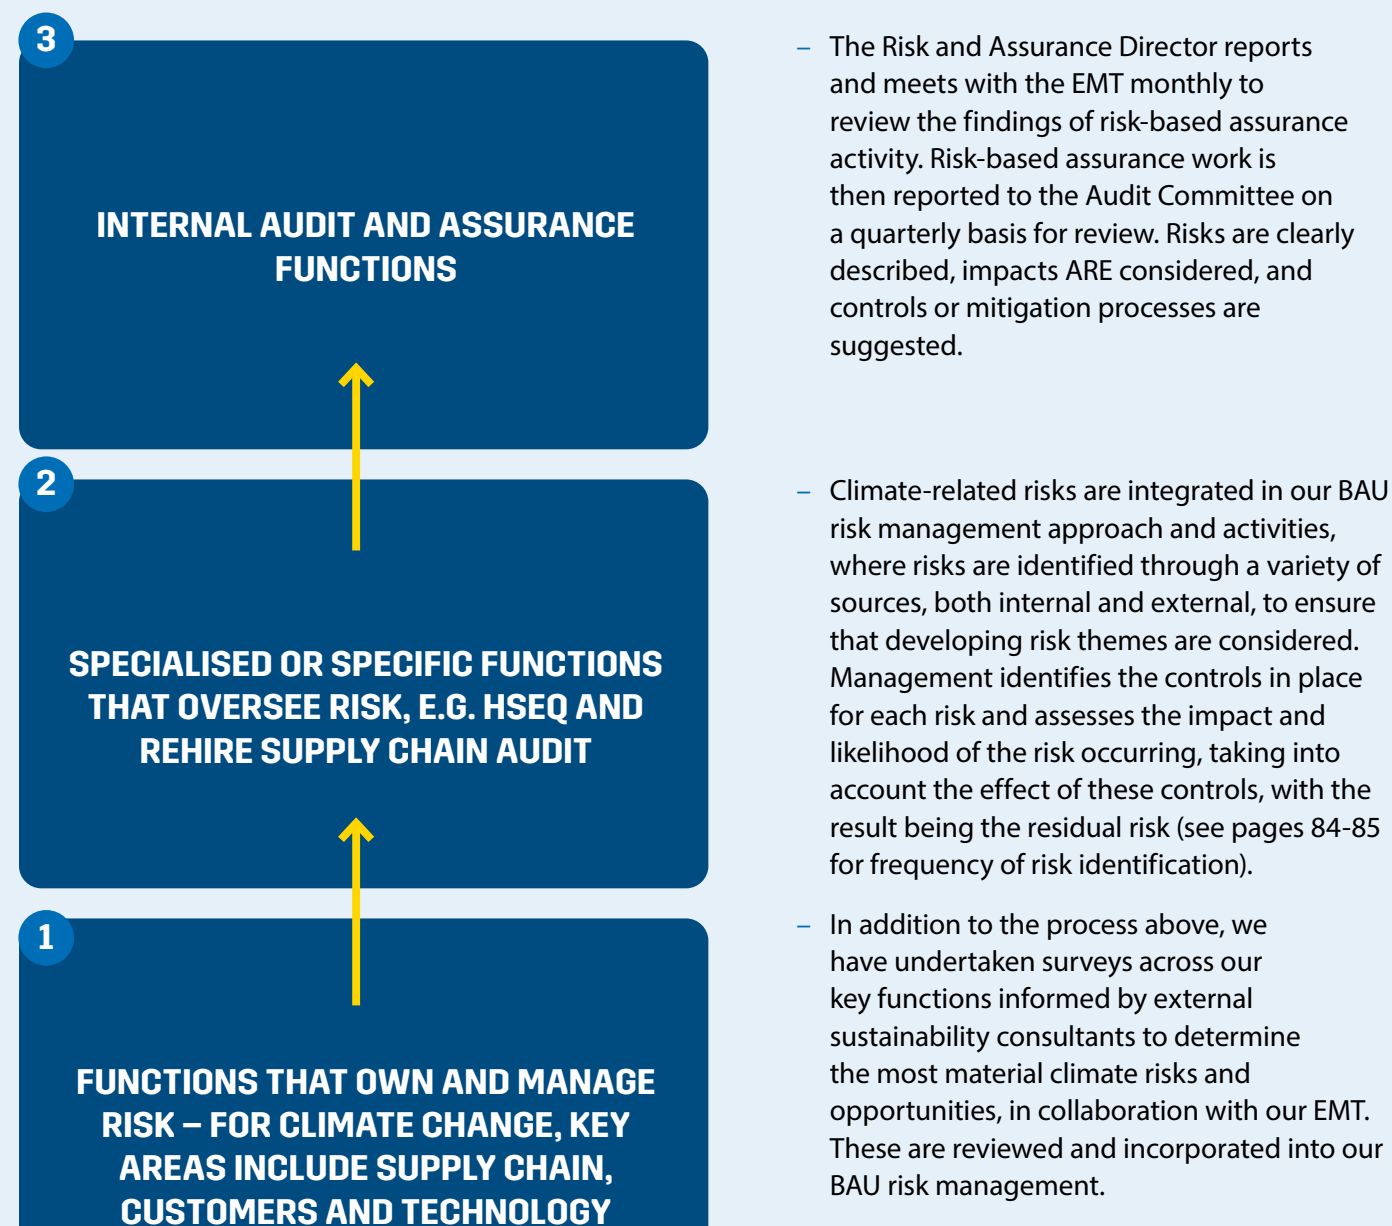 3
INTERNAL AUDIT AND ASSURANCE
FUNCTIONS
– The Risk and Assurance Director reports
and meets with the EMT monthly to
review the findings of risk-based assurance
activity. Risk-based assurance work is
then reported to the Audit Committee on
a quarterly basis for review. Risks are clearly
described, impacts ARE considered, and
controls or mitigation processes are
suggested.
2
SPECIALISED OR SPECIFIC FUNCTIONS
THAT OVERSEE RISK, E.G. HSEQ AND
REHIRE SUPPLY CHAIN AUDIT
– Climate-related risks are integrated in our BAU
risk management approach and activities,
where risks are identified through a variety of
sources, both internal and external, to ensure
that developing risk themes are considered.
Management identifies the controls in place
for each risk and assesses the impact and
likelihood of the risk occurring, taking into
account the effect of these controls, with the
result being the residual risk (see pages 84-85
for frequency of risk identification).
1
FUNCTIONS THAT OWN AND MANAGE
RISK – FOR CLIMATE CHANGE, KEY
AREAS INCLUDE SUPPLY CHAIN,
CUSTOMERS AND TECHNOLOGY
– In addition to the process above, we
have undertaken surveys across our
key functions informed by external
sustainability consultants to determine
the most material climate risks and
opportunities, in collaboration with our EMT.
These are reviewed and incorporated into our
BAU risk management.